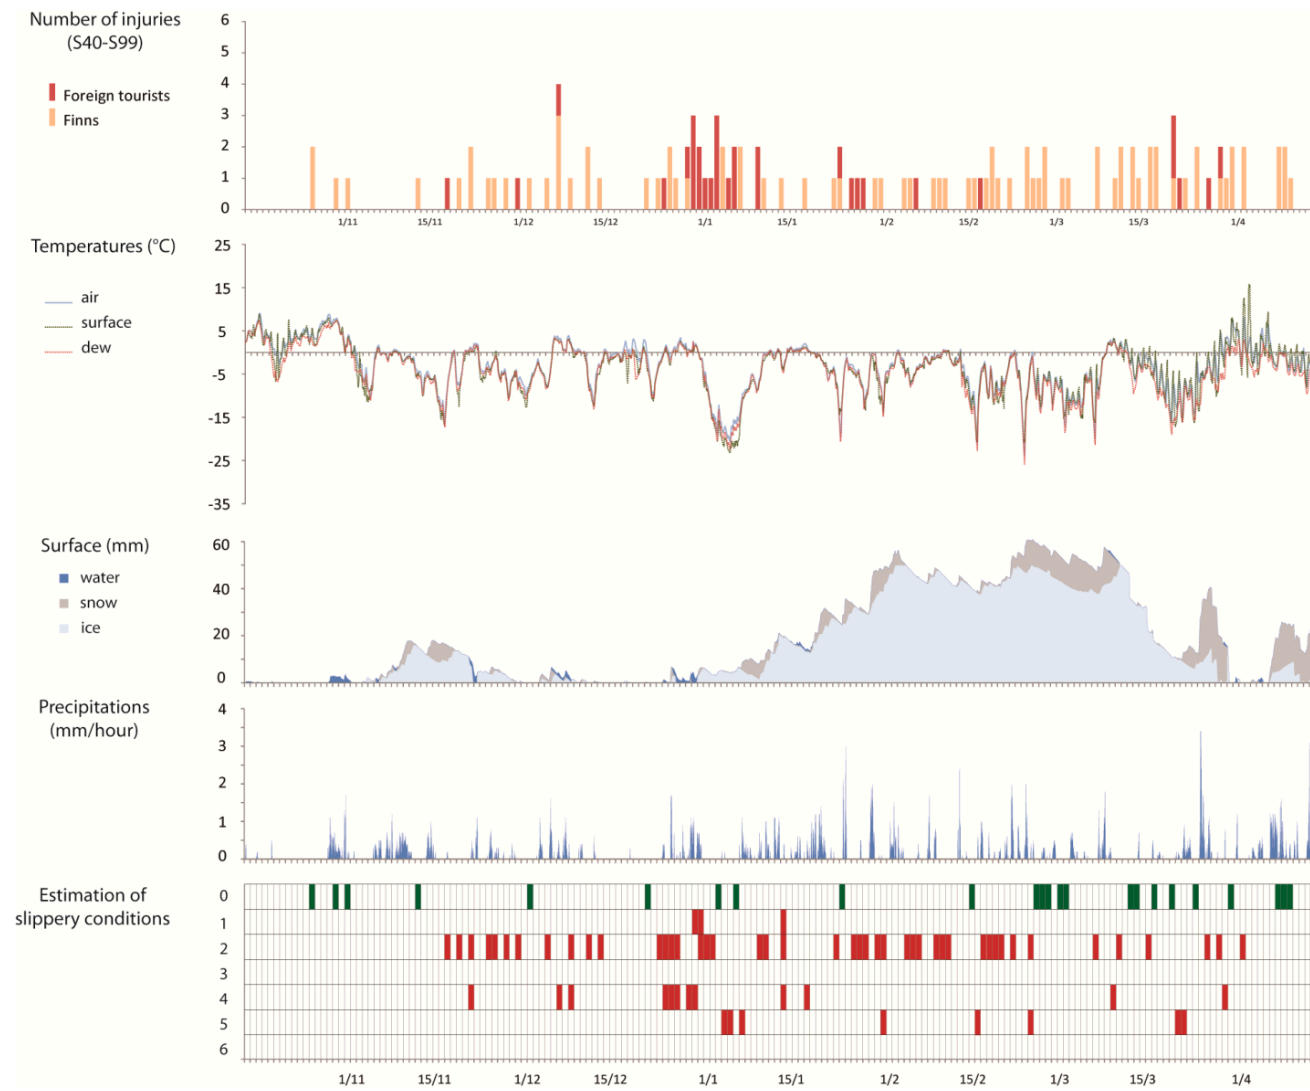 Number of injuries
(S40-S99)
Foreign tourists
Finns
6
5
4
3
2
1
0
1/11 15/11 1/12 15/12 1/1 15/1 1/2 15/2 1/3 15/3 1/4
Temperatures (°C)
air
surface
dew
25
15
5
-5
-15
-25
-35
Surface (mm)
water
snow
ice
60
40
20
0
Precipitations
(mm/hour)
4
3
2
1
0
Estimation of
slippery conditions
0
1
2
3
4
5
6
1/11 15/11 1/12 15/12 1/1 15/1 1/2 15/2 1/3 15/3 1/4